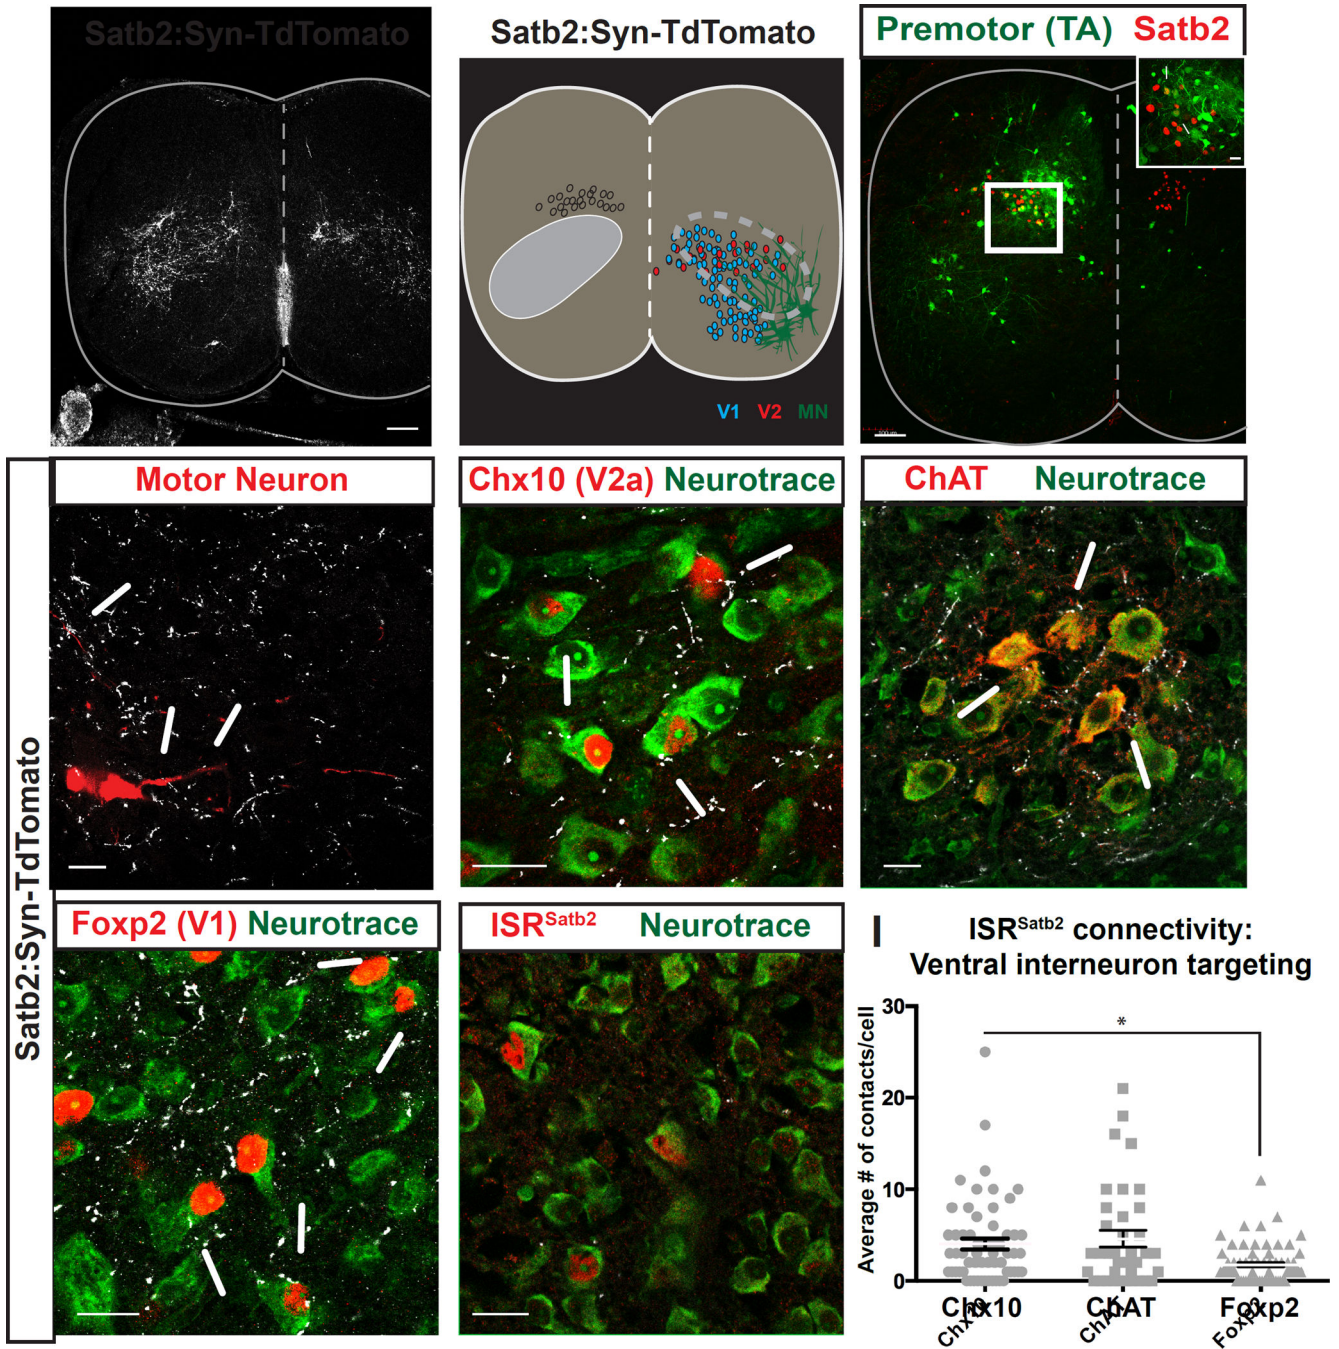 Satb2:Syn-TdTomato
Satb2:Syn-TdTomato
Premotor (TA) Satb2
V1 V2 MN
Satb2:Syn-TdTomato
Motor Neuron
Chx10 (V2a) Neurotrace
ChAT Neurotrace
Foxp2 (V1) Neurotrace
ISRSatb2 Neurotrace
I
ISRSatb2 connectivity:
Ventral interneuron targeting
Average # of contacts/cell
30
20
10
0
*
Chx10 ChAT Foxp2
Chx10 ChAT Foxp2